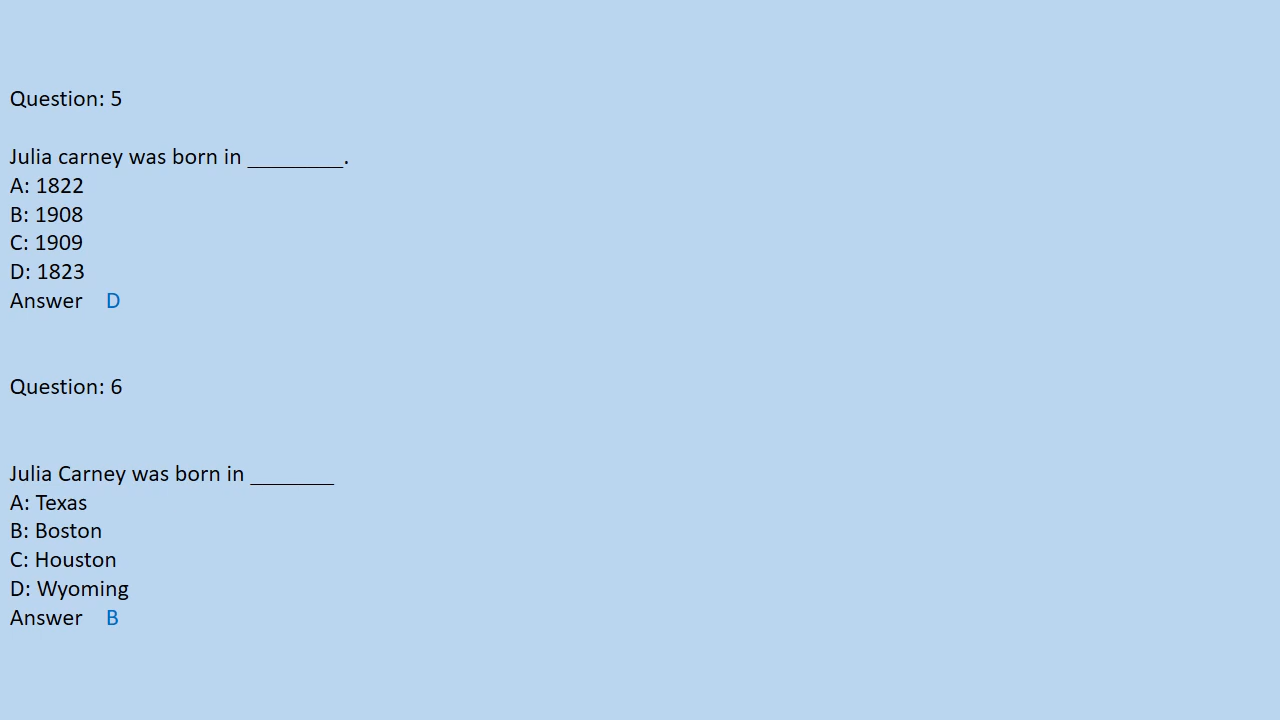 Question: 5
Julia carney was born in ________.
A: 1822
B: 1908
C: 1909
D: 1823
Answer D
Question: 6
Julia Carney was born in _______
A: Texas
B: Boston
C: Houston
D: Wyoming
Answer B